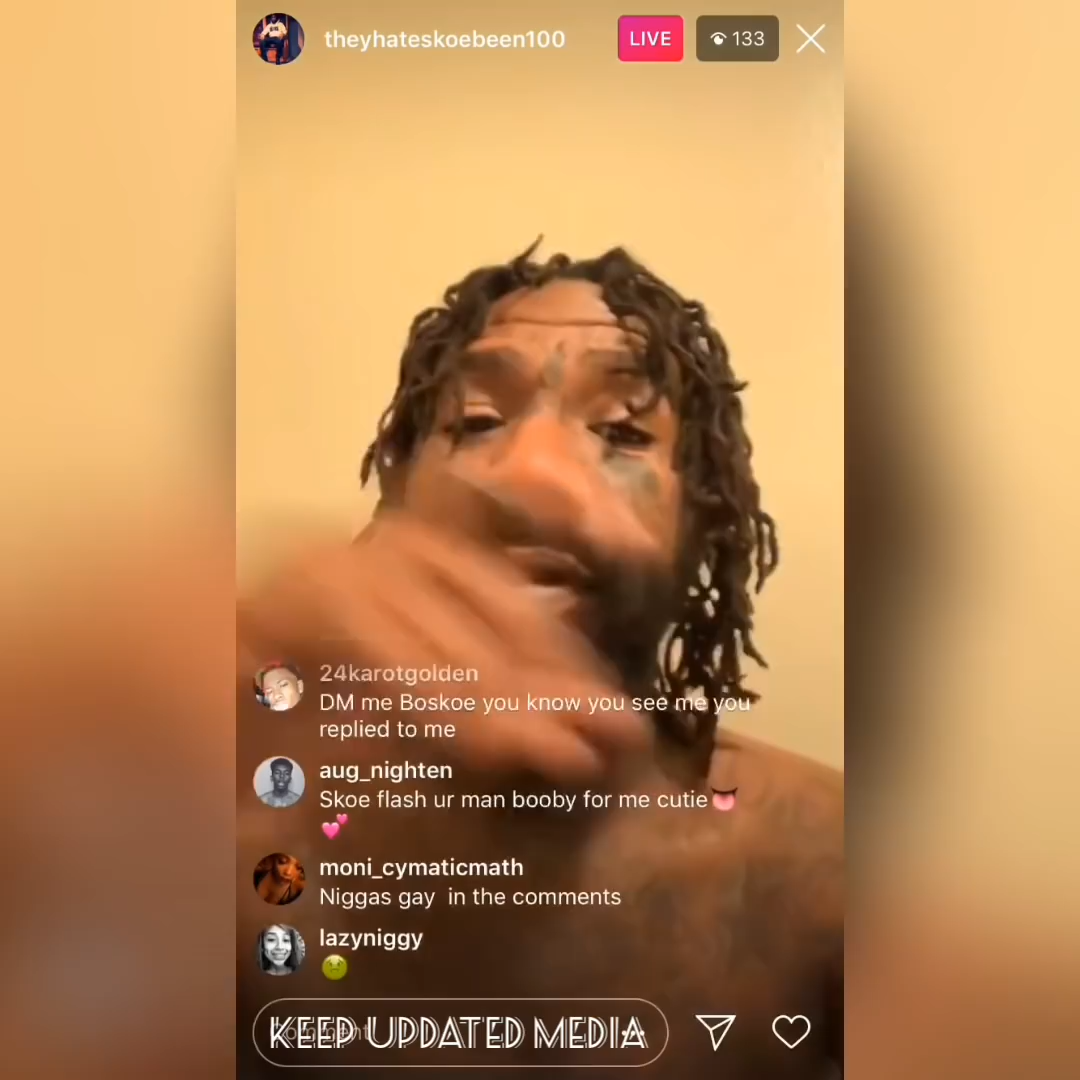 theyhateskoebeen100
LIVE
133
24karotgolden
DM me Boskoe you know you see me you
replied to me
aug_nighten
Skoe flash ur man booby for me cutie👅
💕
moni_cymaticmath
Niggas gay  in the comments
lazyniggy
🤢
Comment
KEEP UPDATED MEDIA